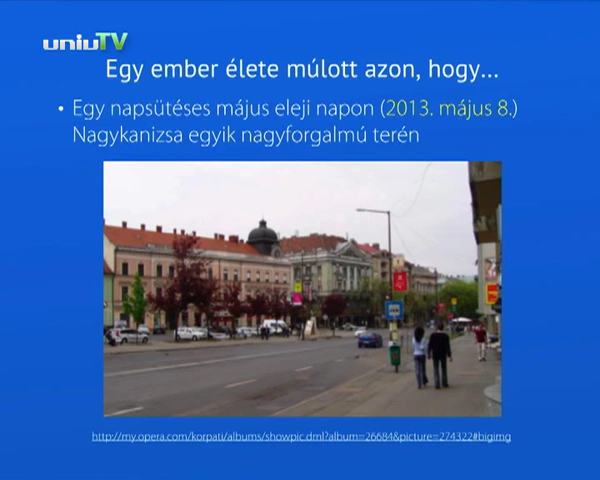 uniuTV
Egy ember élete múlott azon, hogy...
• Egy napsütéses május eleji napon (2013. május 8.)
Nagykanizsa egyik nagyforgalmú terén
http://my.opera.com/korpati/albums/showpic.dml?album=26684&picture=274322#bigimg